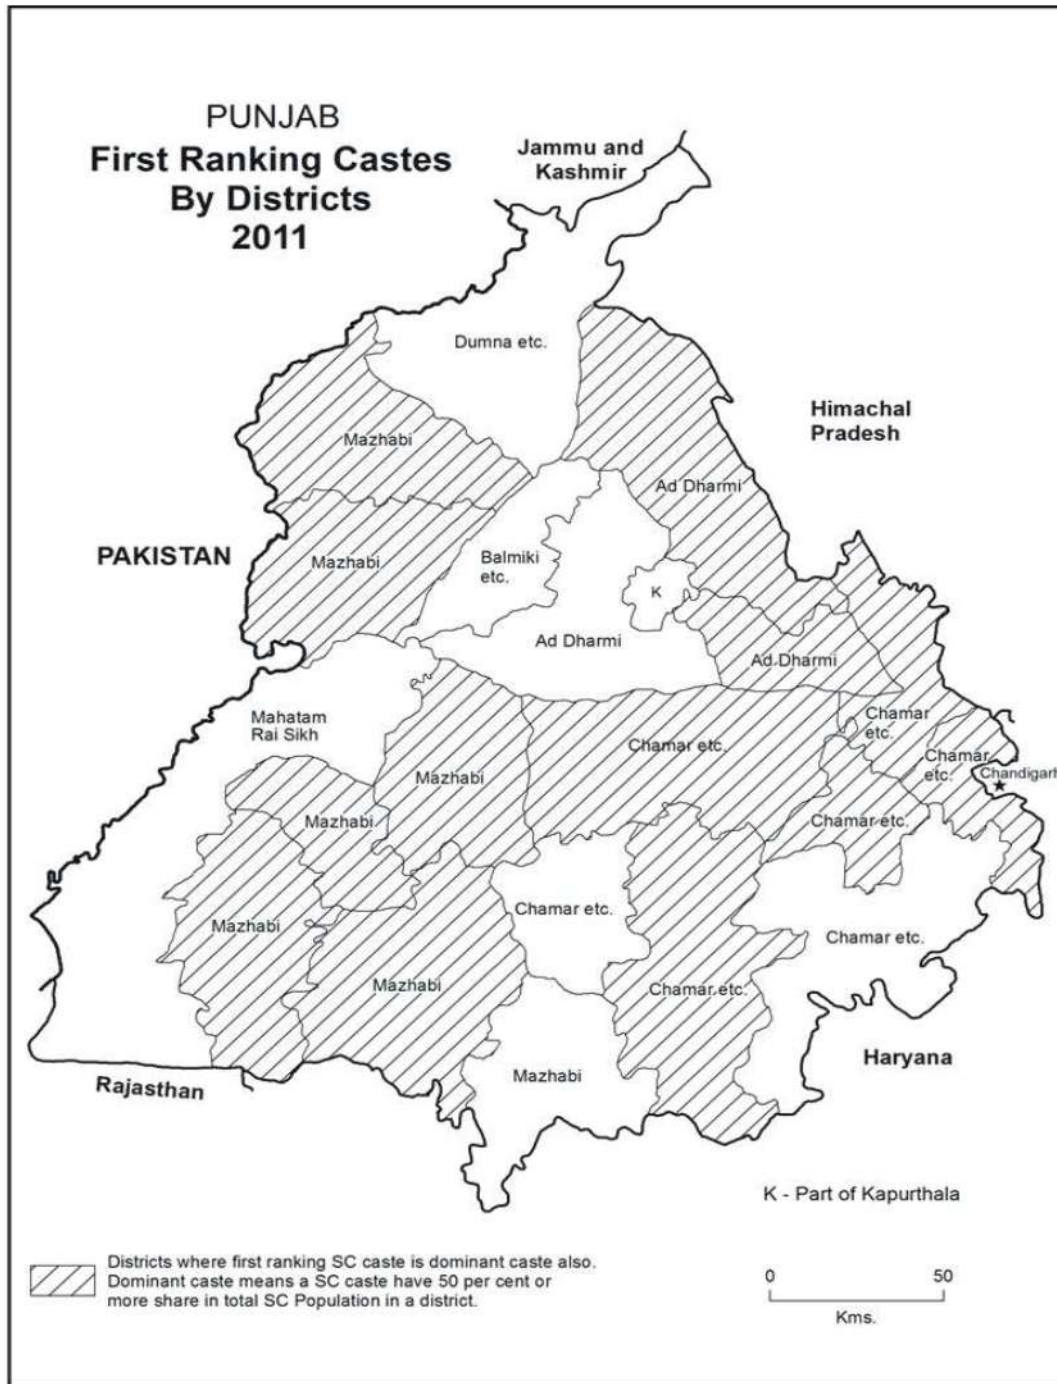 PUNJAB
First Ranking Castes
By Districts
2011
Jammu and
Kashmir
Dumna etc.
Himachal
Pradesh
Mazhabi
Ad Dharmi
PAKISTAN
Mazhabi
Balmiki
etc.
K
Ad Dharmi
Ad Dharmi
Mahatam
Rai Sikh
Chamar
etc.
Chamar etc.
Chamar
etc.
Chandigarh
Mazhabi
Mazhabi
Chamar etc.
Mazhabi
Chamar etc.
Chamar etc.
Mazhabi
Chamar etc.
Haryana
Mazhabi
Rajasthan
K - Part of Kapurthala
Districts where first ranking SC caste is dominant caste also.
Dominant caste means a SC caste have 50 per cent or
more share in total SC Population in a district.
0 50
Kms.